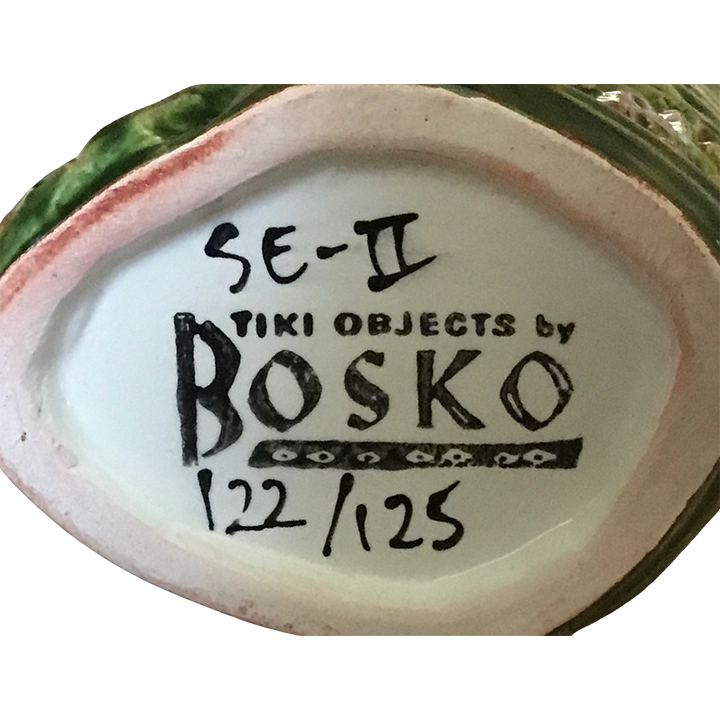 SE-II
TIKI OBJECTS by
BOSKO
122/125